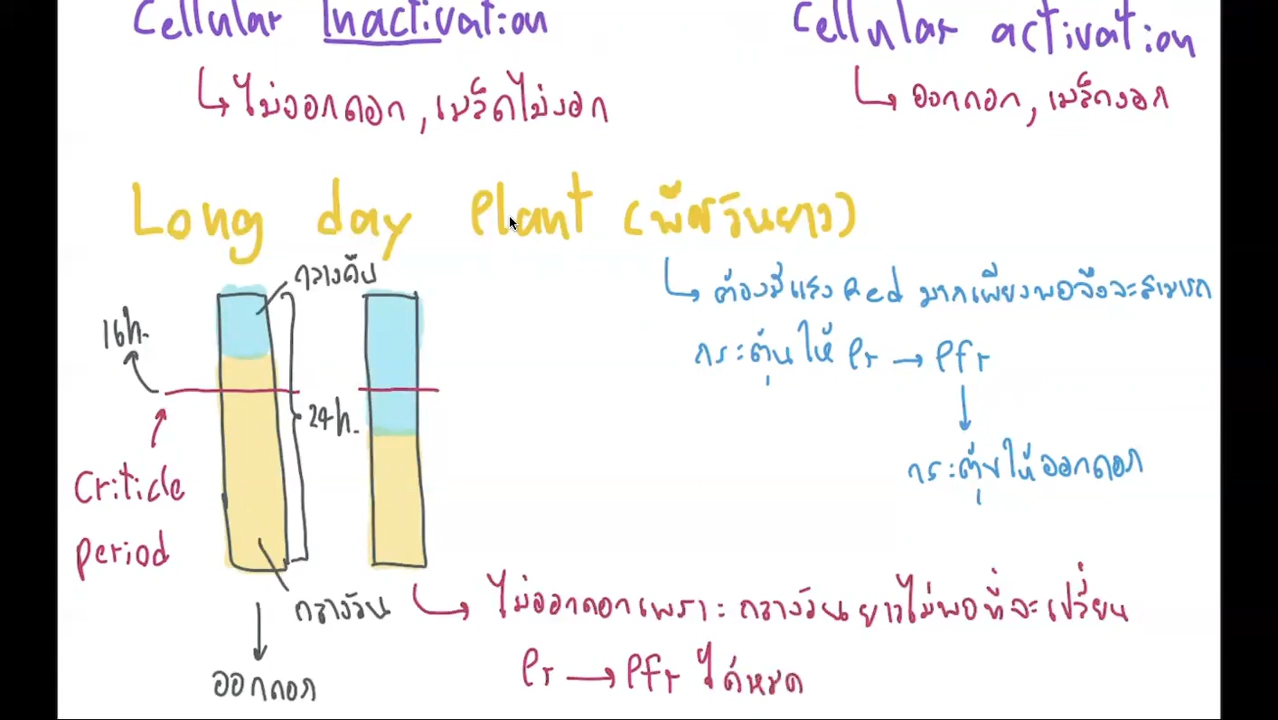 Cellular Inactivation
Cellular activation
ไม่ออกดอก, เมล็ดไม่งอก
ออกดอก, เมล็ดงอก
Long day Plant (พืชวันยาว)
กลางคืน
ต้องมีแสง Red มากเพียงพอจึงจะสามารถ
กระตุ้นให้ Pr → Pfr
กระตุ้นให้ออกดอก
16h.
24h.
Criticle
period
กลางวัน
ออกดอก
ไม่ออกดอกเพราะกลางวันยาวไม่พอที่จะเปลี่ยน
Pr → Pfr ได้หมด